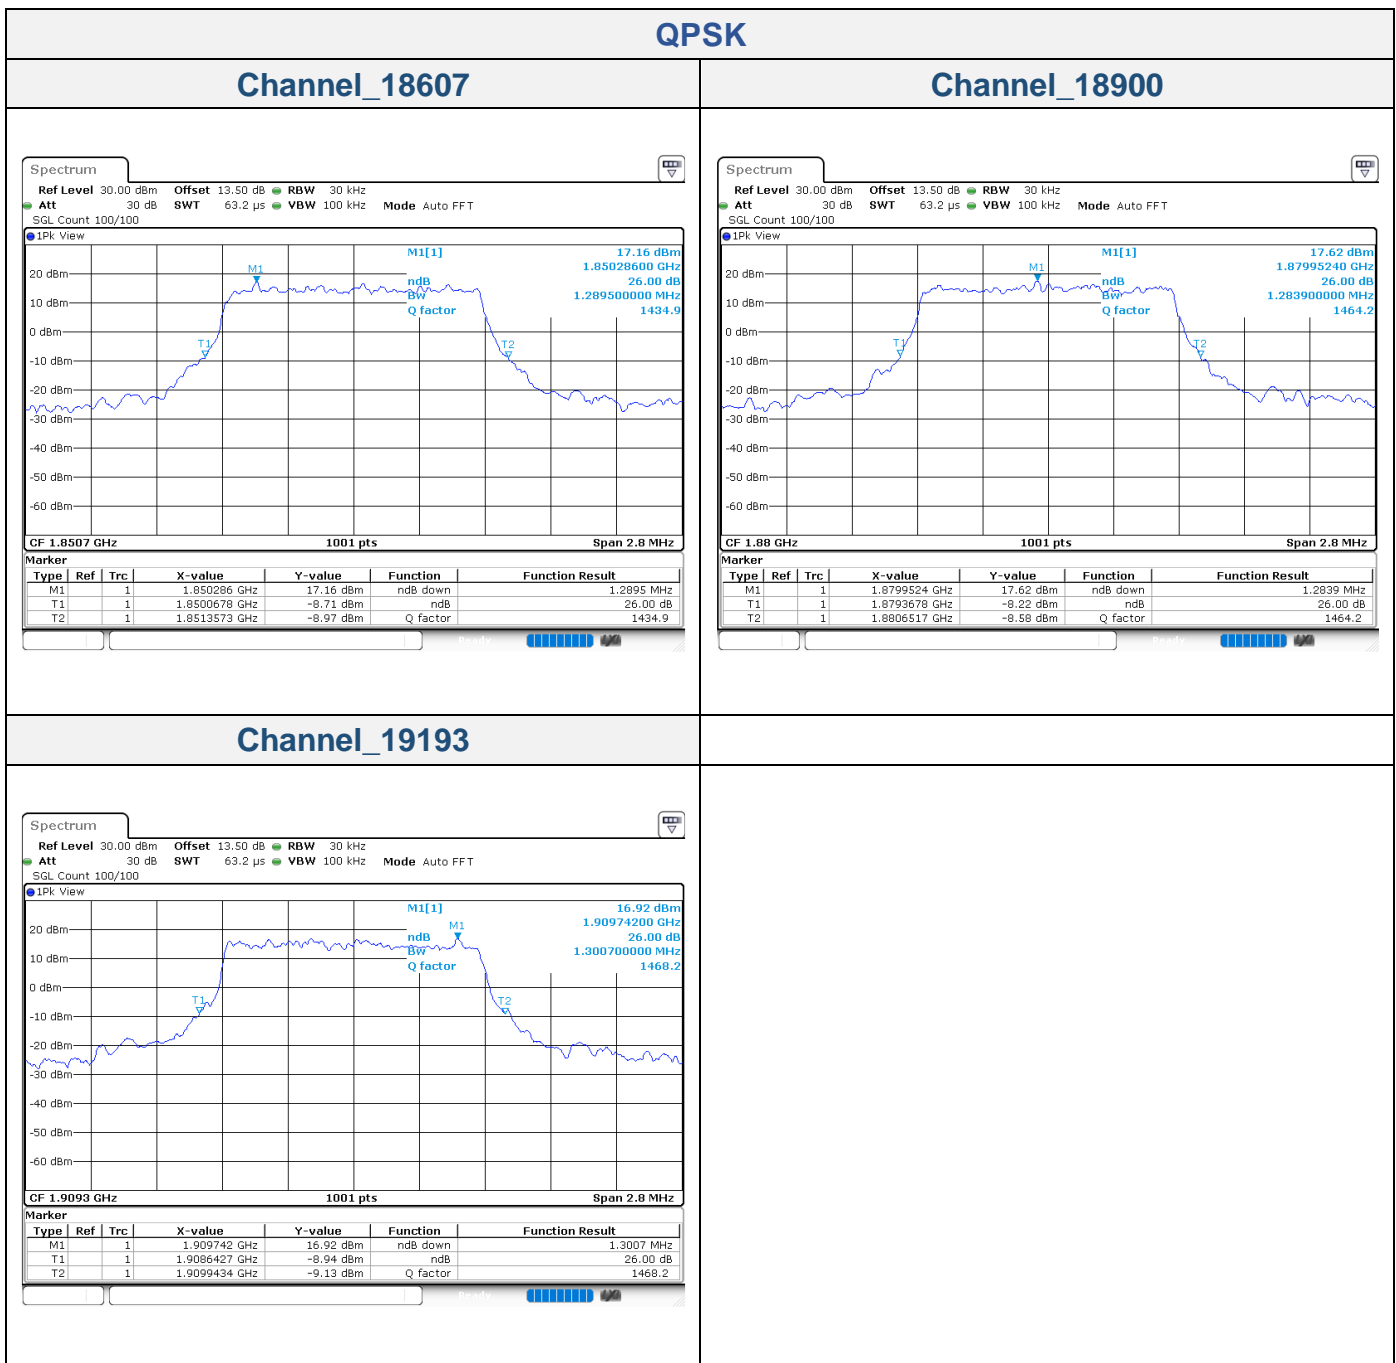 QPSK
Channel_18607
Channel_18900
Spectrum
Ref Level 30.00 dBm Offset 13.50 dB RBW 30 kHz
Att 30 dB SWT 63.2 µs VBW 100 kHz Mode Auto FFT
SGL Count 100/100
1Pk View
M1[1] 17.16 dBm
1.85028600 GHz
ndB 26.00 dB
Bw 1.289500000 MHz
Q factor 1434.9
M1
T1
T2
20 dBm
10 dBm
0 dBm
-10 dBm
-20 dBm
-30 dBm
-40 dBm
-50 dBm
-60 dBm
CF 1.8507 GHz 1001 pts Span 2.8 MHz
Marker
Type Ref Trc X-value Y-value Function Function Result
M1 1 1.850286 GHz 17.16 dBm ndB down 1.2895 MHz
T1 1 1.8500678 GHz -8.71 dBm ndB 26.00 dB
T2 1 1.8513573 GHz -8.97 dBm Q factor 1434.9
Ready
Spectrum
Ref Level 30.00 dBm Offset 13.50 dB RBW 30 kHz
Att 30 dB SWT 63.2 µs VBW 100 kHz Mode Auto FFT
SGL Count 100/100
1Pk View
M1[1] 17.62 dBm
1.87995240 GHz
ndB 26.00 dB
Bw 1.283900000 MHz
Q factor 1464.2
M1
T1
T2
20 dBm
10 dBm
0 dBm
-10 dBm
-20 dBm
-30 dBm
-40 dBm
-50 dBm
-60 dBm
CF 1.88 GHz 1001 pts Span 2.8 MHz
Marker
Type Ref Trc X-value Y-value Function Function Result
M1 1 1.8799524 GHz 17.62 dBm ndB down 1.2839 MHz
T1 1 1.8793678 GHz -8.22 dBm ndB 26.00 dB
T2 1 1.8806517 GHz -8.58 dBm Q factor 1464.2
Ready
Channel_19193
Spectrum
Ref Level 30.00 dBm Offset 13.50 dB RBW 30 kHz
Att 30 dB SWT 63.2 µs VBW 100 kHz Mode Auto FFT
SGL Count 100/100
1Pk View
M1[1] 16.92 dBm
1.90974200 GHz
ndB 26.00 dB
Bw 1.300700000 MHz
Q factor 1468.2
M1
T1
T2
20 dBm
10 dBm
0 dBm
-10 dBm
-20 dBm
-30 dBm
-40 dBm
-50 dBm
-60 dBm
CF 1.9093 GHz 1001 pts Span 2.8 MHz
Marker
Type Ref Trc X-value Y-value Function Function Result
M1 1 1.909742 GHz 16.92 dBm ndB down 1.3007 MHz
T1 1 1.9086427 GHz -8.94 dBm ndB 26.00 dB
T2 1 1.9099434 GHz -9.13 dBm Q factor 1468.2
Ready